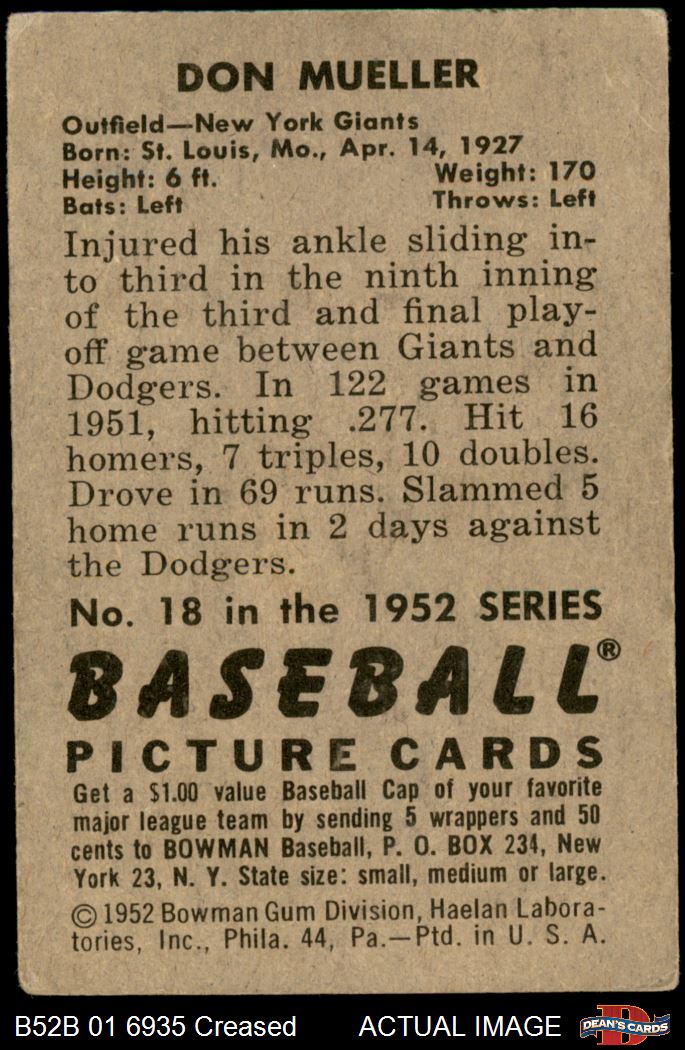 DON MUELLER
Outfield—New York Giants
Born: St. Louis, Mo., Apr. 14, 1927
Height: 6 ft. Weight: 170
Bats: Left Throws: Left
Injured his ankle sliding in-
to third in the ninth inning
of the third and final play-
off game between Giants and
Dodgers. In 122 games in
1951, hitting .277. Hit 16
homers, 7 triples, 10 doubles.
Drove in 69 runs. Slammed 5
home runs in 2 days against
the Dodgers.
No. 18 in the 1952 SERIES
BASEBALL®
PICTURE CARDS
Get a $1.00 value Baseball Cap of your favorite
major league team by sending 5 wrappers and 50
cents to BOWMAN Baseball, P. O. BOX 234, New
York 23, N. Y. State size: small, medium or large.
© 1952 Bowman Gum Division, Haelan Labora-
tories, Inc., Phila. 44, Pa.—Ptd. in U. S. A.
B52B 01 6935 Creased ACTUAL IMAGE
D
DEAN'S CARDS